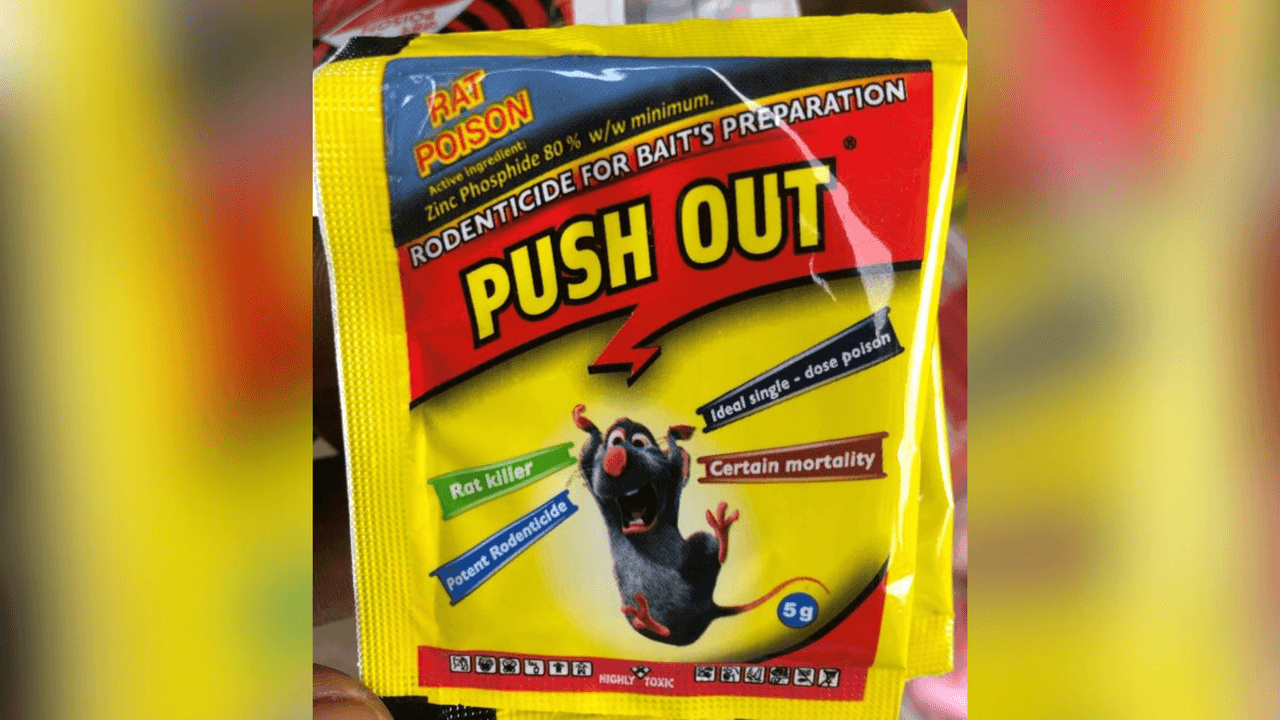 RAT
POISON
Active ingredient:
Zinc Phosphide 80 % w/w minimum.
RODENTICIDE FOR BAIT'S PREPARATION
®
PUSH OUT
Ideal single - dose poison
Rat killer
Certain mortality
Potent Rodenticide
5 g
HIGHLY TOXIC